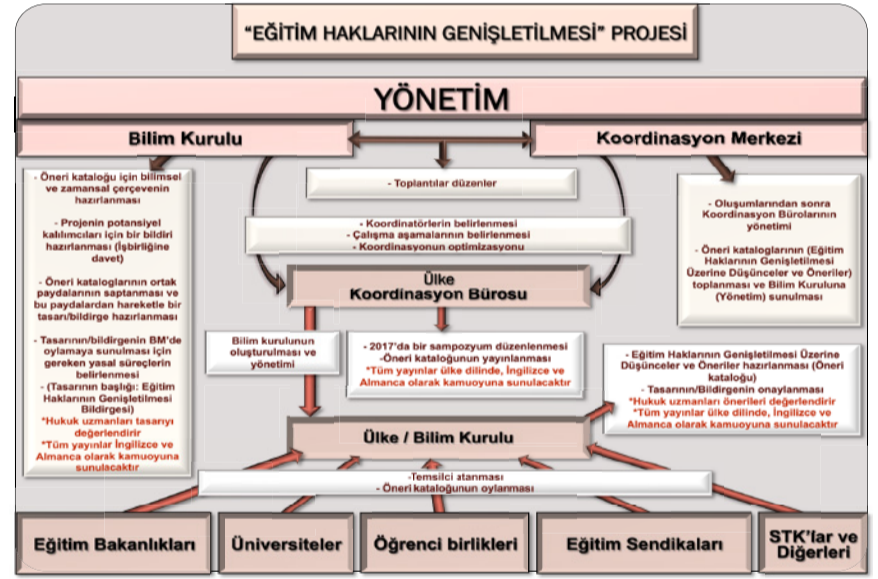 “EĞİTİM HAKLARININ GENİŞLETİLMESİ” PROJESİ
YÖNETİM
Bilim Kurulu
Koordinasyon Merkezi
- Öneri kataloğu için bilimsel
ve zamansal çerçevenin
hazırlanması
- Projenin potansiyel
kalılımcıları için bir bildiri
hazırlanması (İşbirliğine
davet)
- Öneri kataloglarının ortak
paydalarının saptanması ve
bu paydalardan hareketle bir
tasarı/bildirge hazırlanması
- Tasarının/bildirgenin BM’de
oylamaya sunulması için
gereken yasal süreçlerin
belirlenmesi
- (Tasarının başlığı: Eğitim
Haklarının Genişletilmesi
Bildirgesi)
*Hukuk uzmanları tasarıyı
değerlendirir
*Tüm yayınlar İngilizce ve
Almanca olarak kamuoyuna
sunulacaktır
- Toplantılar düzenler
- Koordinatörlerin belirlenmesi
- Çalışma aşamalarının belirlenmesi
- Koordinasyonun optimizasyonu
- Oluşumlarından sonra
Koordinasyon Bürolarının
yönetimi
- Öneri kataloglarının (Eğitim
Haklarının Genişletilmesi
Üzerine Düşünceler ve Öneriler)
toplanması ve Bilim Kuruluna
(Yönetim) sunulması
Ülke
Koordinasyon Bürosu
Bilim kurulunun
oluşturulması ve
yönetimi
- 2017’da bir sampozyum düzenlenmesi
-Öneri kataloğunun yayınlanması
*Tüm yayınlar ülke dilinde, İngilizce ve
Almanca olarak kamuoyuna sunulacaktır
- Eğitim Haklarının Genişletilmesi Üzerine
Düşünceler ve Öneriler hazırlanması (Öneri
kataloğu)
- Tasarının/Bildirgenin onaylanması
*Hukuk uzmanları önerileri değerlendirir
*Tüm yayınlar ülke dilinde, İngilizce ve
Almanca olarak kamuoyuna sunulacaktır
Ülke / Bilim Kurulu
-Temsilci atanması
- Öneri kataloğunun oylanması
Eğitim Bakanlıkları
Üniversiteler
Öğrenci birlikleri
Eğitim Sendikaları
STK’lar ve
Diğerleri